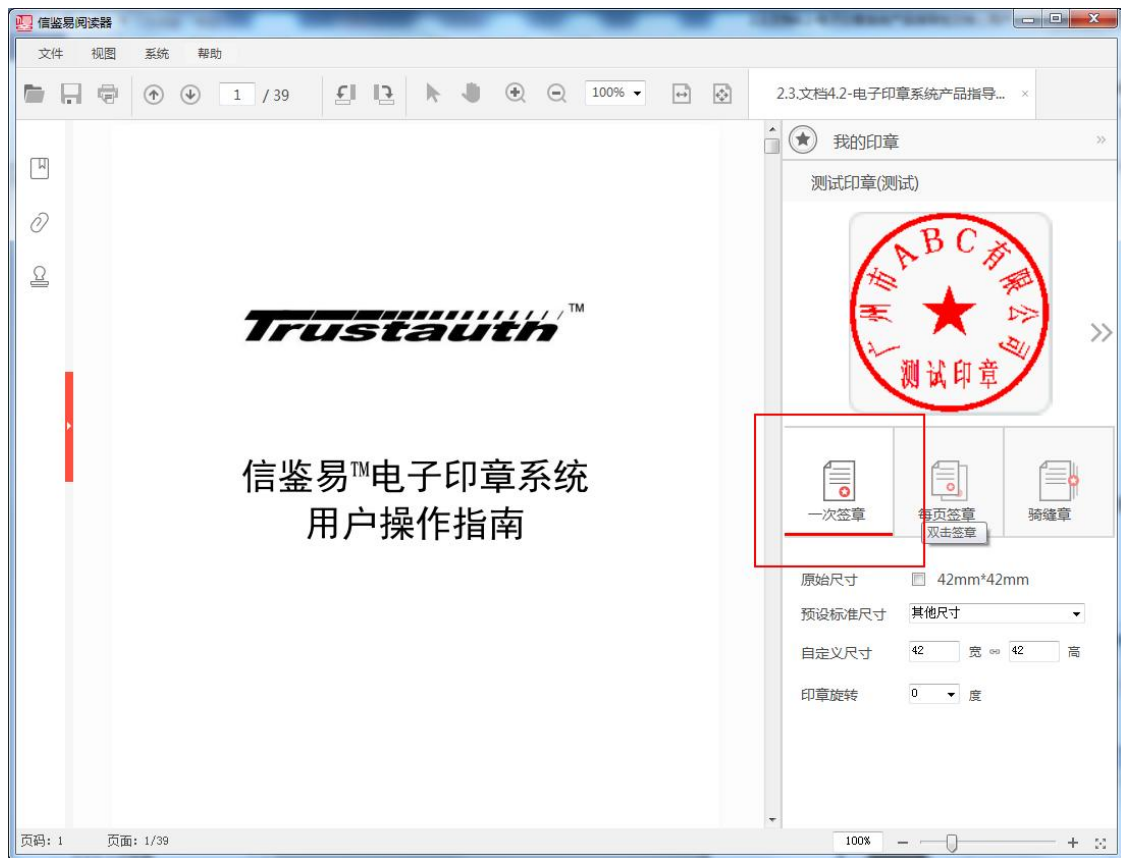 信鉴易阅读器
文件 视图 系统 帮助
1 / 39 100% 2.3.文档4.2-电子印章系统产品指导... ×
我的印章 »
测试印章(测试)
广州市ABC有限公司
测试印章
Trustauth™
信鉴易™电子印章系统
用户操作指南
一次签章 每页签章 骑缝章
双击签章
原始尺寸 42mm*42mm
预设标准尺寸 其他尺寸
自定义尺寸 42 宽 42 高
印章旋转 0 度
页码: 1 页面: 1/39 100%